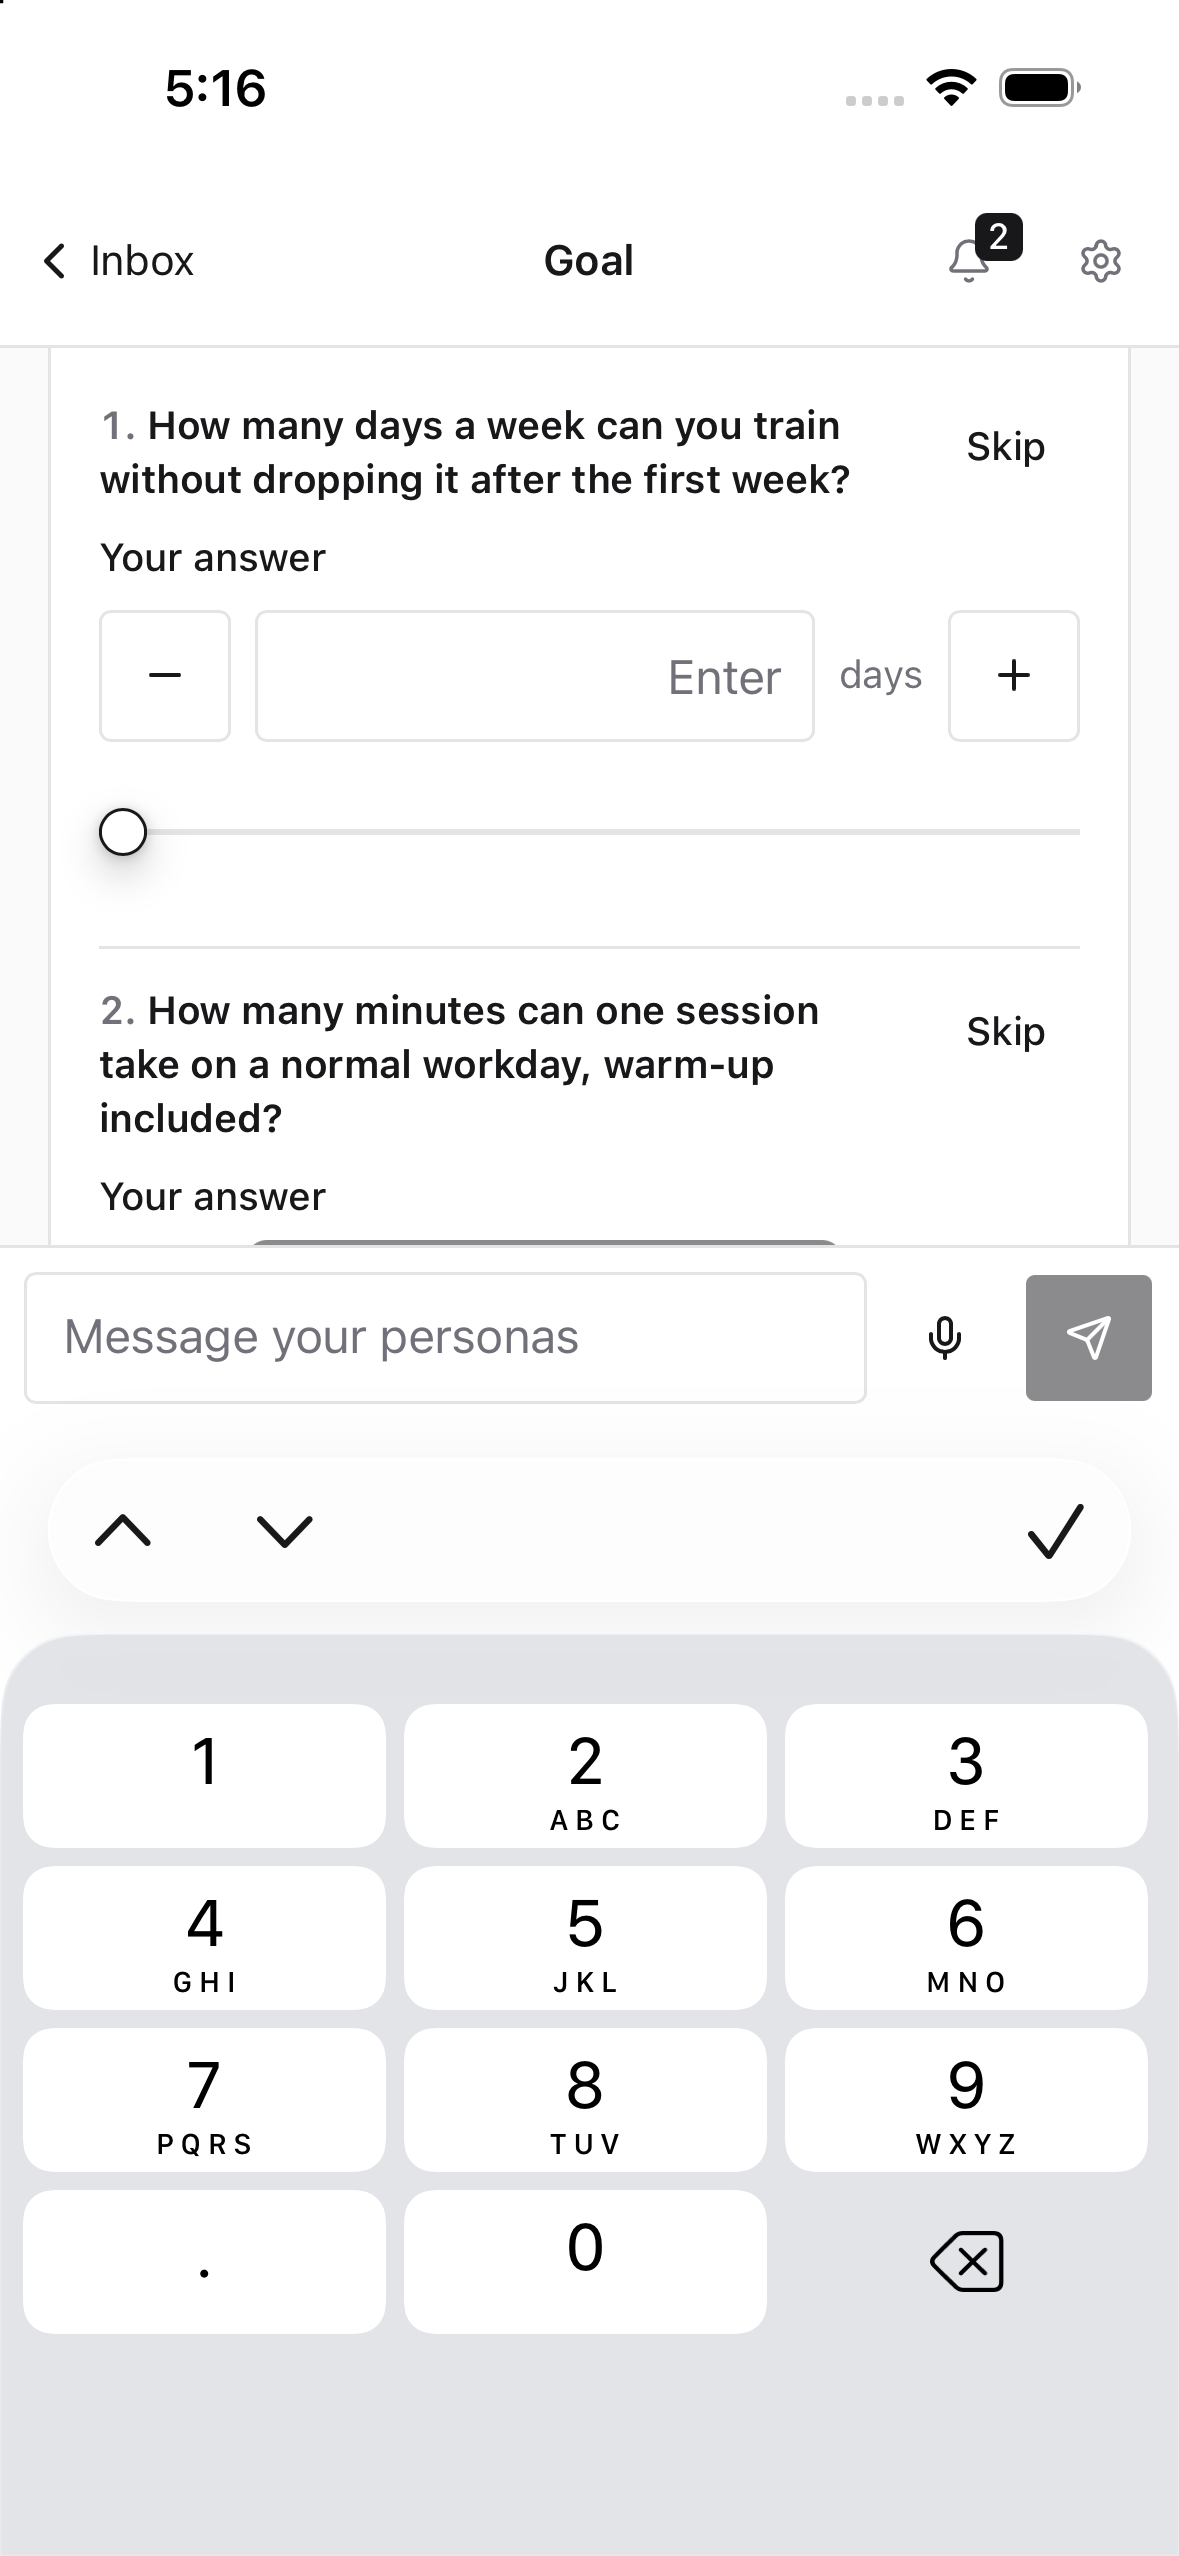 5:16
Inbox
Goal
2
1. How many days a week can you train
without dropping it after the first week?
Skip
Your answer
Enter
days
2. How many minutes can one session
take on a normal workday, warm-up
included?
Skip
Your answer
Message your personas
1
2
ABC
3
DEF
4
GHI
5
JKL
6
MNO
7
PQRS
8
TUV
9
WXYZ
.
0